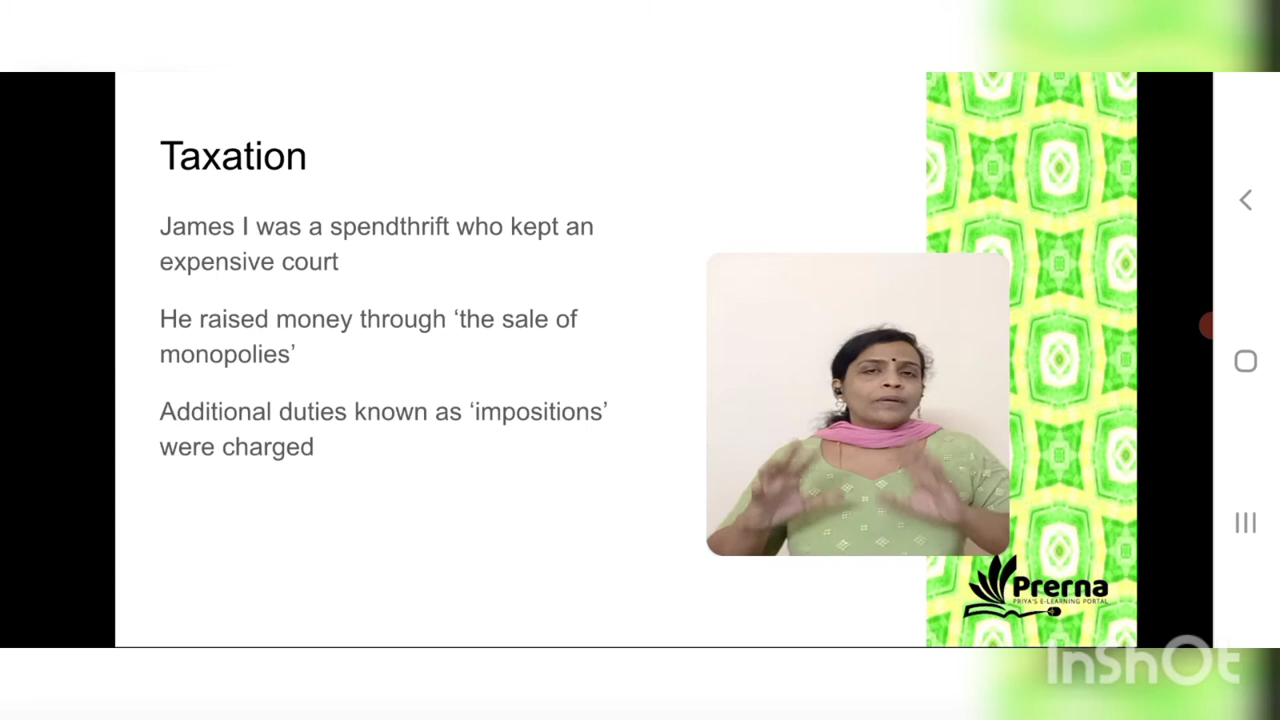 Taxation
James I was a spendthrift who kept an
expensive court
He raised money through ‘the sale of
monopolies’
Additional duties known as ‘impositions’
were charged
Prerna
PRIYA'S E-LEARNING PORTAL
InShOt